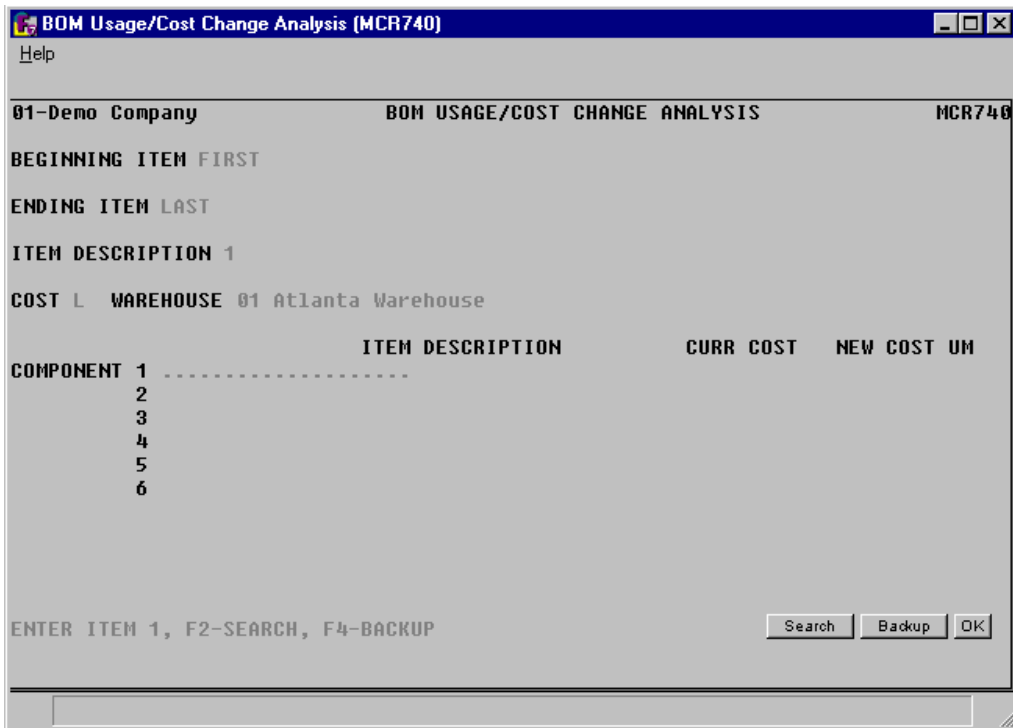 BOM Usage/Cost Change Analysis (MCR740)
Help
01-Demo Company BOM USAGE/COST CHANGE ANALYSIS MCR740
BEGINNING ITEM FIRST
ENDING ITEM LAST
ITEM DESCRIPTION 1
COST L WAREHOUSE 01 Atlanta Warehouse
ITEM DESCRIPTION CURR COST NEW COST UM
COMPONENT 1 .....................
2
3
4
5
6
ENTER ITEM 1, F2-SEARCH, F4-BACKUP Search Backup OK